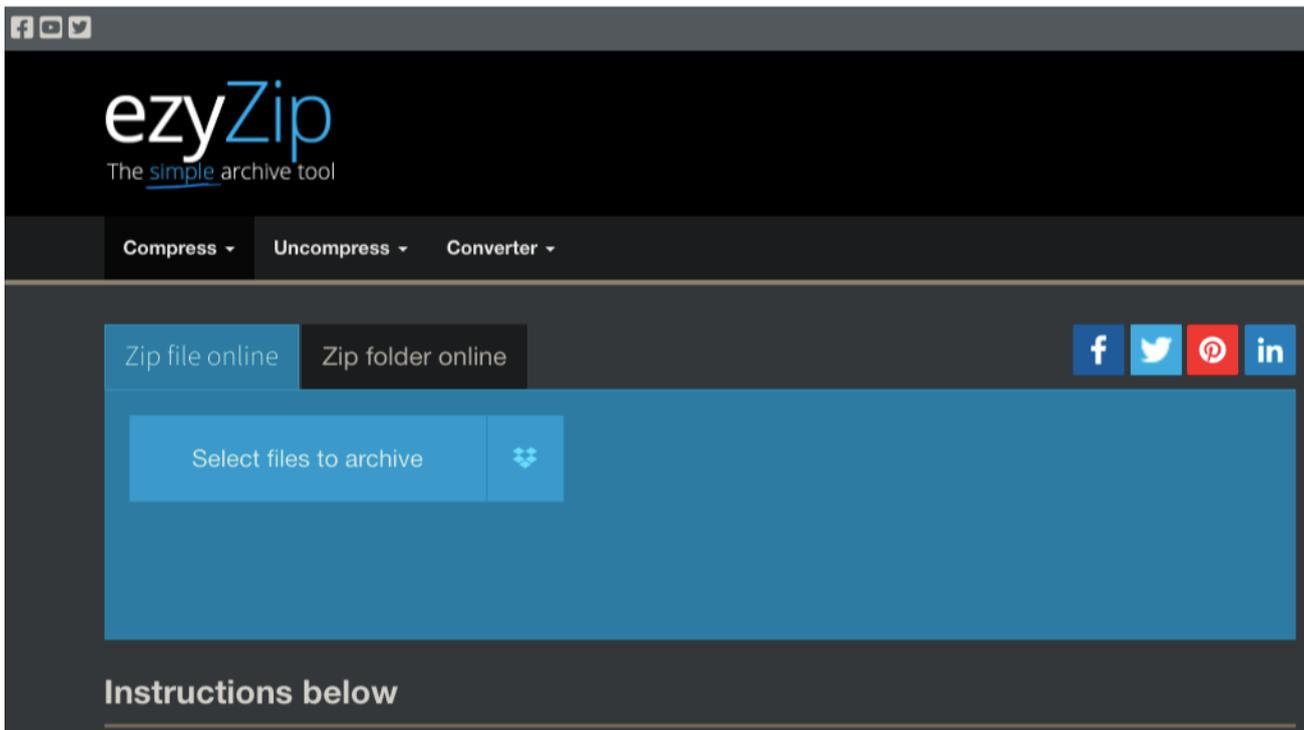 ezyZip
The simple archive tool
Compress Uncompress Converter
Zip file online Zip folder online
Select files to archive
Instructions below